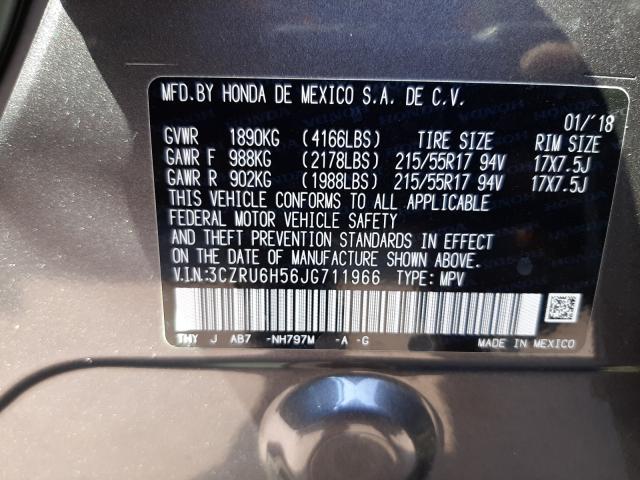 MFD.BY HONDA DE MEXICO S.A. DE C.V.
01/'18
GVWR 1890KG (4166LBS) TIRE SIZE RIM SIZE
GAWR F 988KG (2178LBS) 215/55R17 94V 17X7.5J
GAWR R 902KG (1988LBS) 215/55R17 94V 17X7.5J
THIS VEHICLE CONFORMS TO ALL APPLICABLE
FEDERAL MOTOR VEHICLE SAFETY
AND THEFT PREVENTION STANDARDS IN EFFECT
ON THE DATE OF MANUFACTURE SHOWN ABOVE.
V.IN:3CZRU6H56JG711966 TYPE: MPV
J AB7 -NH797M -A -G
MADE IN MEXICO